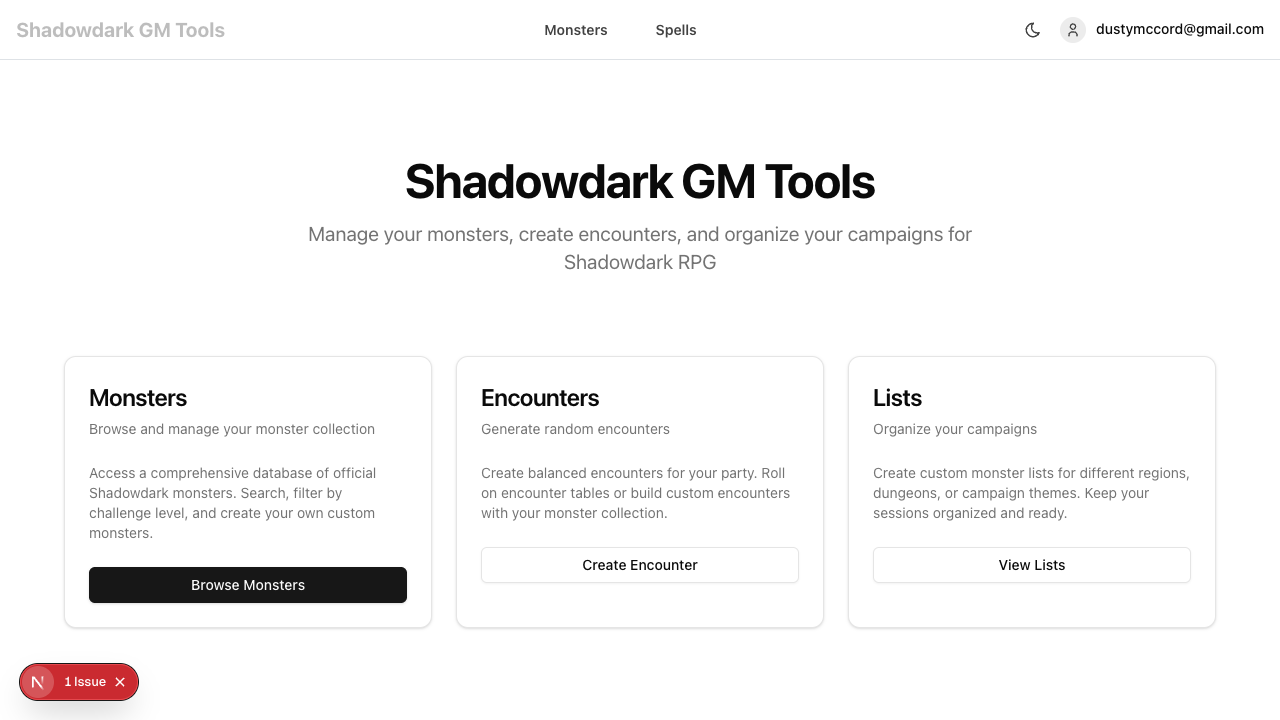 Shadowdark GM Tools
Monsters
Spells
dustymccord@gmail.com
Shadowdark GM Tools
Manage your monsters, create encounters, and organize your campaigns for
Shadowdark RPG
Monsters
Browse and manage your monster collection
Access a comprehensive database of official
Shadowdark monsters. Search, filter by
challenge level, and create your own custom
monsters.
Browse Monsters
Encounters
Generate random encounters
Create balanced encounters for your party. Roll
on encounter tables or build custom encounters
with your monster collection.
Create Encounter
Lists
Organize your campaigns
Create custom monster lists for different regions,
dungeons, or campaign themes. Keep your
sessions organized and ready.
View Lists
N
1 Issue